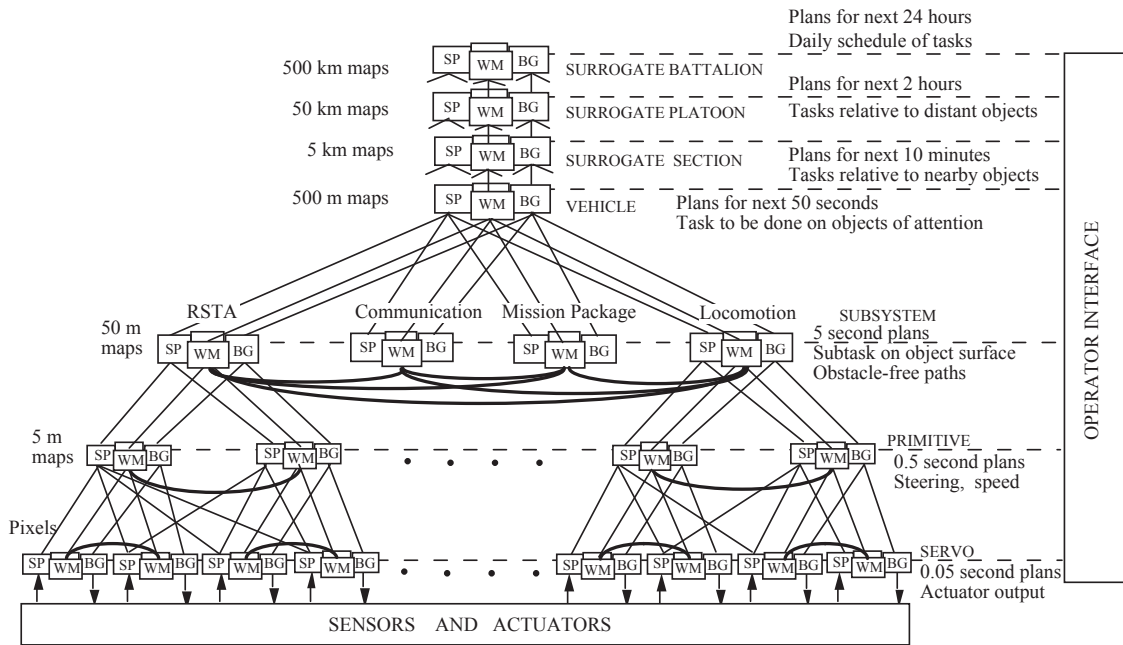 Plans for next 24 hours
Daily schedule of tasks
500 km maps
SP WM BG
SURROGATE BATTALION
Plans for next 2 hours
50 km maps
SP WM BG
SURROGATE PLATOON
Tasks relative to distant objects
5 km maps
SP WM BG
SURROGATE SECTION
Plans for next 10 minutes
Tasks relative to nearby objects
500 m maps
SP WM BG
VEHICLE
Plans for next 50 seconds
Task to be done on objects of attention
OPERATOR INTERFACE
RSTA
Communication
Mission Package
Locomotion
SUBSYSTEM
50 m
maps
SP WM BG
SP WM BG
SP WM BG
SP WM BG
5 second plans
Subtask on object surface
Obstacle-free paths
5 m
maps
SP WM BG
SP WM BG
SP WM BG
SP WM BG
PRIMITIVE
0.5 second plans
Steering, speed
Pixels
SP WM BG
SP WM BG
SP WM BG
SP WM BG
SP WM BG
SP WM BG
SP WM BG
SP WM BG
SERVO
0.05 second plans
Actuator output
SENSORS AND ACTUATORS